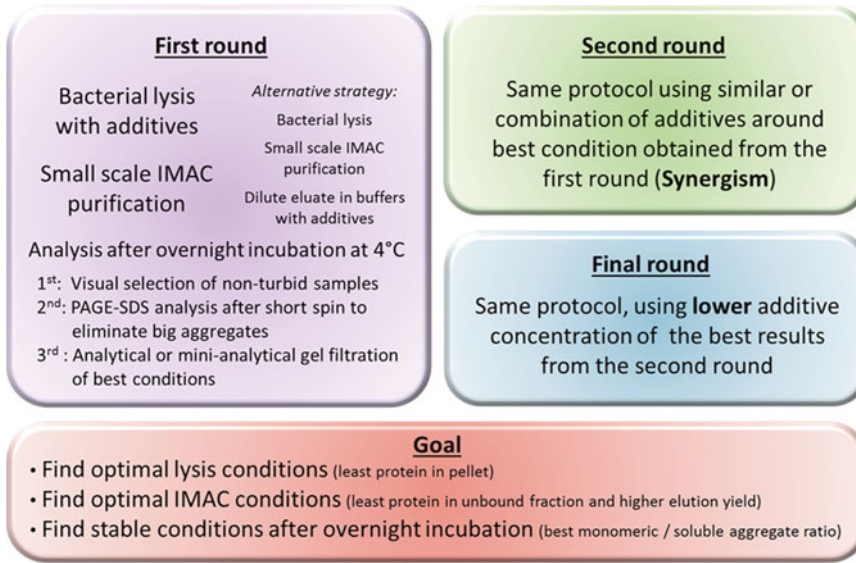 First round
Bacterial lysis
with additives
Small scale IMAC
purification
Alternative strategy:
Bacterial lysis
Small scale IMAC
purification
Dilute eluate in buffers
with additives
Analysis after overnight incubation at 4°C
1st: Visual selection of non-turbid samples
2nd: PAGE-SDS analysis after short spin to
eliminate big aggregates
3rd : Analytical or mini-analytical gel filtration
of best conditions
Second round
Same protocol using similar or
combination of additives around
best condition obtained from the
first round (Synergism)
Final round
Same protocol, using lower additive
concentration of the best results
from the second round
Goal
• Find optimal lysis conditions (least protein in pellet)
• Find optimal IMAC conditions (least protein in unbound fraction and higher elution yield)
• Find stable conditions after overnight incubation (best monomeric / soluble aggregate ratio)